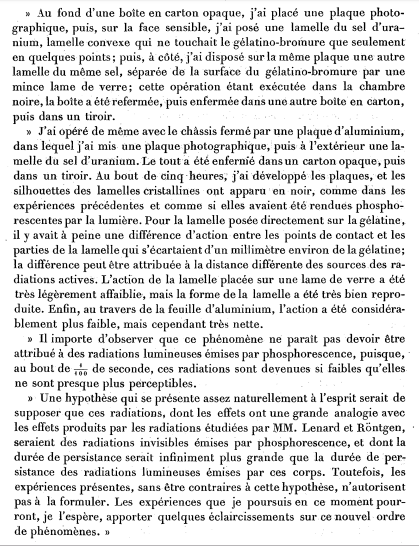 » Au fond d'une boîte en carton opaque, j'ai placé une plaque photo-
graphique, puis, sur la face sensible, j'ai posé une lamelle du sel d'ura-
nium, lamelle convexe qui ne touchait le gélatino-bromure que seulement
en quelques points; puis, à côté, j'ai disposé sur la même plaque une autre
lamelle du même sel, séparée de la surface du gélatino-bromure par une
mince lame de verre; cette opération étant exécutée dans la chambre
noire, la boîte a été refermée, puis enfermée dans une autre boîte en carton,
puis dans un tiroir.
» J'ai opéré de même avec le châssis fermé par une plaque d'aluminium,
dans lequel j'ai mis une plaque photographique, puis à l'extérieur une la-
melle du sel d'uranium. Le tout a été enfermé dans un carton opaque, puis
dans un tiroir. Au bout de cinq heures, j'ai développé les plaques, et les
silhouettes des lamelles cristallines ont apparu en noir, comme dans les
expériences précédentes et comme si elles avaient été rendues phospho-
rescentes par la lumière. Pour la lamelle posée directement sur la gélatine,
il y avait à peine une différence d'action entre les points de contact et les
parties de la lamelle qui s'écartaient d'un millimètre environ de la gélatine;
la différence peut être attribuée à la distance différente des sources des ra-
diations actives. L'action de la lamelle placée sur une lame de verre a été
très légèrement affaiblie, mais la forme de la lamelle a été très bien repro-
duite. Enfin, au travers de la feuille d'aluminium, l'action a été considéra-
blement plus faible, mais cependant très nette.
» Il importe d'observer que ce phénomène ne paraît pas devoir être
attribué à des radiations lumineuses émises par phosphorescence, puisque,
au bout de 1/100 de seconde, ces radiations sont devenues si faibles qu'elles
ne sont presque plus perceptibles.
» Une hypothèse qui se présente assez naturellement à l'esprit serait de
supposer que ces radiations, dont les effets ont une grande analogie avec
les effets produits par les radiations étudiées par MM. Lenard et Röntgen,
seraient des radiations invisibles émises par phosphorescence, et dont la
durée de persistance serait infiniment plus grande que la durée de per-
sistance des radiations lumineuses émises par ces corps. Toutefois, les
expériences présentes, sans être contraires à cette hypothèse, n'autorisent
pas à la formuler. Les expériences que je poursuis en ce moment pour-
ront, je l'espère, apporter quelques éclaircissements sur ce nouvel ordre
de phénomènes. »